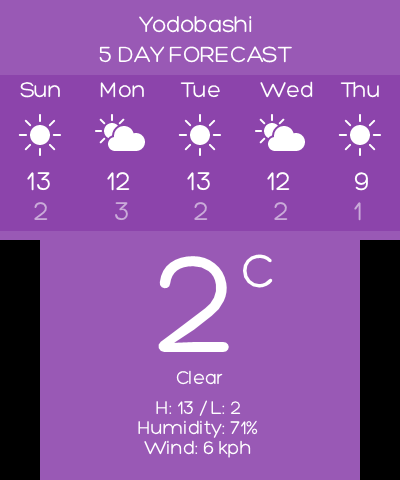 Yodobashi
5 DAY FORECAST
Sun Mon Tue Wed Thu
13 12 13 12 9
2 3 2 2 1
2 C
Clear
H: 13 / L: 2
Humidity: 71%
Wind: 6 kph